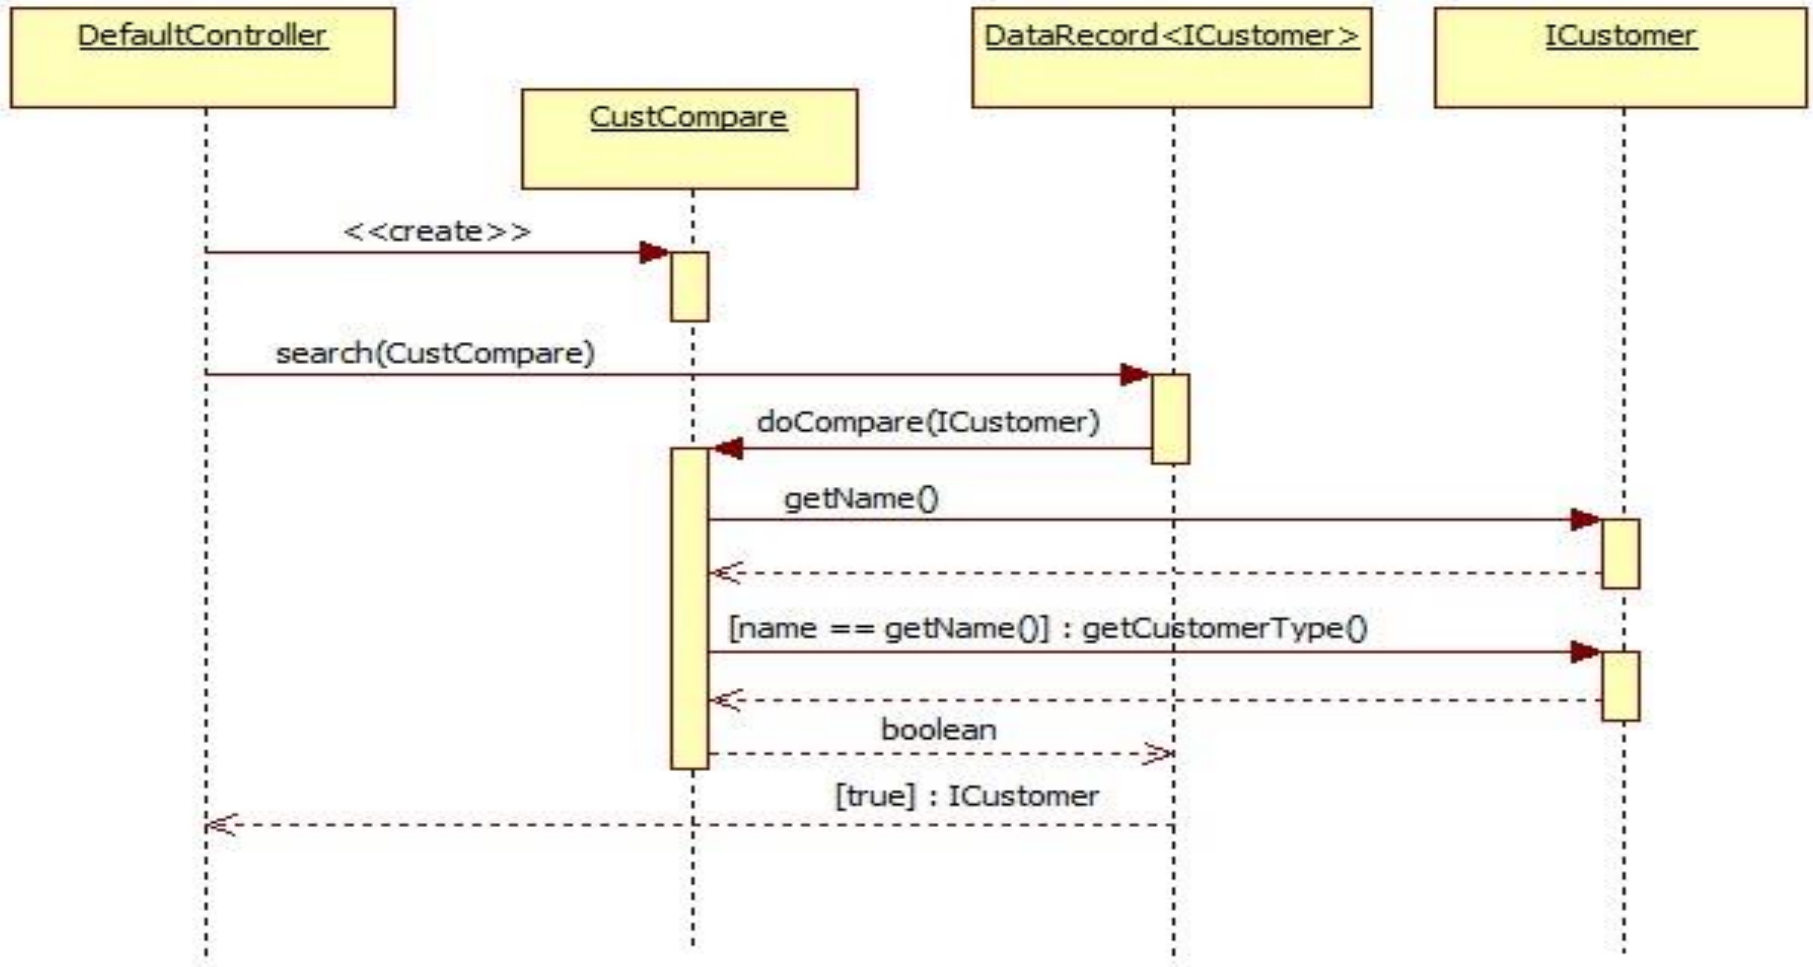 DefaultController
DataRecord<ICustomer>
ICustomer
CustCompare
<<create>>
search(CustCompare)
doCompare(ICustomer)
getName()
[name == getName()] : getCustomerType()
boolean
[true] : ICustomer